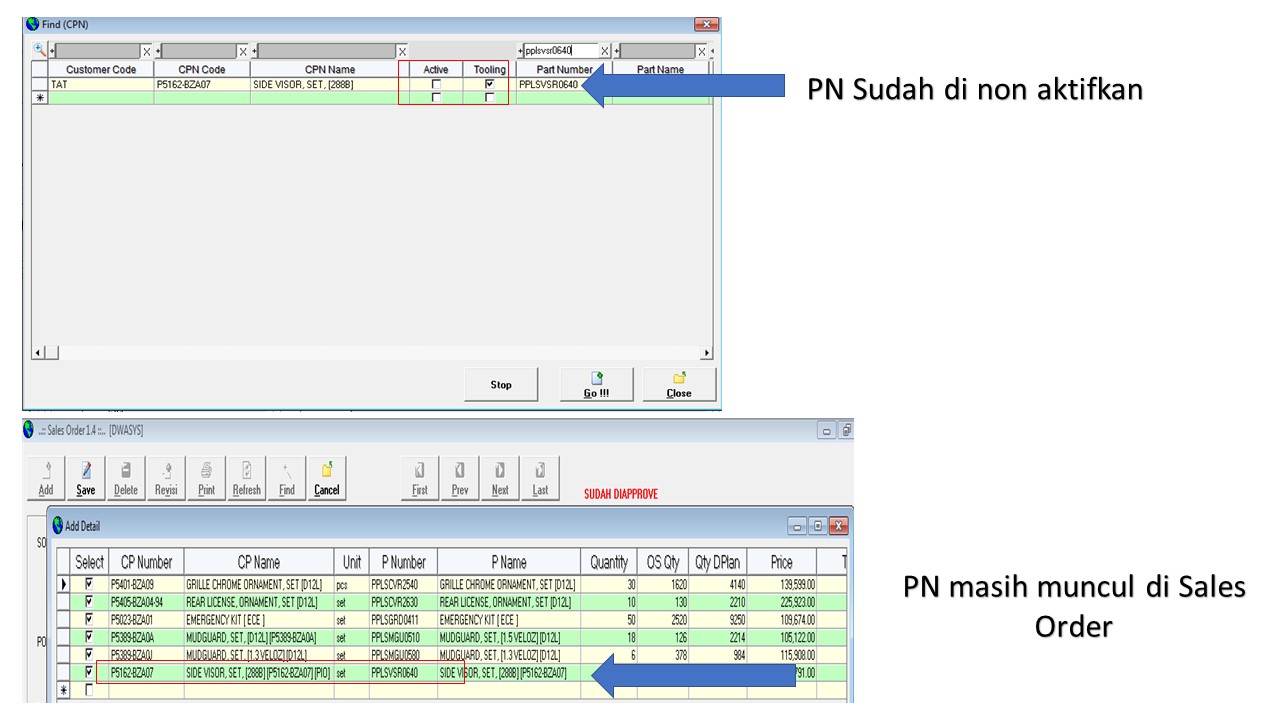 Find (CPN)
+ X + X + X + pplsvsr0640 X + X
Customer Code CPN Code CPN Name Active Tooling Part Number Part Name
TAT P5162-BZA07 SIDE VISOR, SET, [288B] PPLSVSR0640
PN Sudah di non aktifkan
Stop Go !!! Close
..:: Sales Order 1.4 ::.. [DWASYS]
Add Save Delete Revisi Print Refresh Find Cancel First Prev Next Last SUDAH DIAPPROVE
Add Detail
SO
Select CP Number CP Name Unit P Number P Name Quantity OS Qty Qty DPlan Price T
P5401-BZA09 GRILLE CHROME ORNAMENT, SET [D12L] pcs PPLSCVR2540 GRILLE CHROME ORNAMENT, SET [D12L] 30 1620 4140 139,599.00
P5405-BZA04-94 REAR LICENSE, ORNAMENT, SET [D12L] set PPLSCVR2630 REAR LICENSE, ORNAMENT, SET [D12L] 10 130 2210 225,923.00
P5023-BZA01 EMERGENCY KIT [ ECE ] set PPLSGRD0411 EMERGENCY KIT [ ECE ] 50 2520 9250 109,674.00
PO P5389-BZA0A MUDGUARD, SET, [D12L] [P5389-BZA0A] set PPLSMGU0510 MUDGUARD, SET, [1.5 VELOZ] [D12L] 18 126 2214 105,122.00
P5389-BZA0J MUDGUARD, SET, [1.3 VELOZ] [D12L] set PPLSMGU0580 MUDGUARD, SET, [1.3 VELOZ] [D12L] 6 378 984 115,908.00
P5162-BZA07 SIDE VISOR, SET, [288B] [P5162-BZA07] [PIO] set PPLSVSR0640 SIDE VISOR, SET, [288B] [P5162-BZA07] 791.00
PN masih muncul di Sales
Order